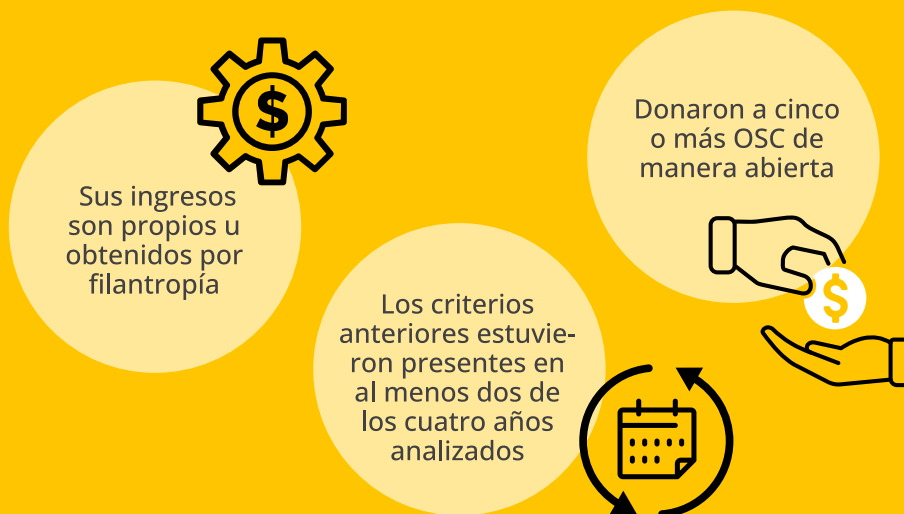 Sus ingresos
son propios u
obtenidos por
filantropía
$
Donaron a cinco
o más OSC de
manera abierta
$
Los criterios
anteriores estuvie-
ron presentes en
al menos dos de
los cuatro años
analizados